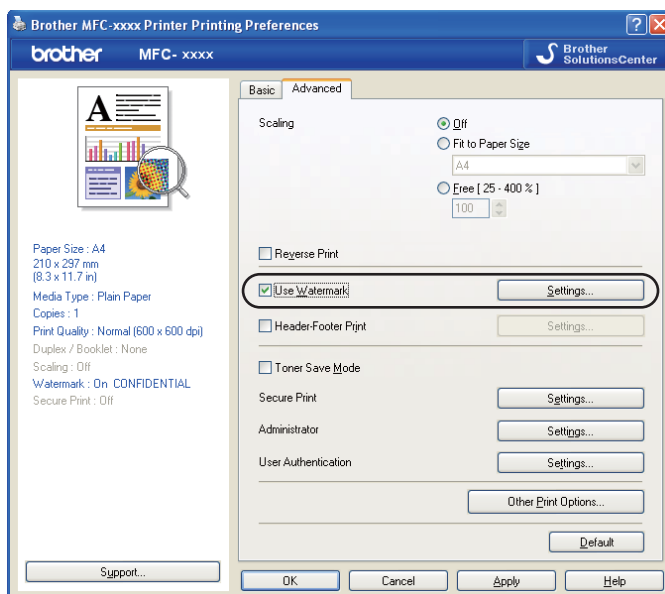 Brother MFC-xxxx Printer Printing Preferences
brother MFC- xxxx
Brother
SolutionsCenter
Basic Advanced
A
Scaling
Off
Fit to Paper Size
A4
Free [ 25 - 400 % ]
100
Paper Size : A4
210 x 297 mm
(8.3 x 11.7 in)
Media Type : Plain Paper
Copies : 1
Print Quality : Normal (600 x 600 dpi)
Duplex / Booklet : None
Scaling : Off
Watermark : On CONFIDENTIAL
Secure Print : Off
Reverse Print
Use Watermark Settings...
Header-Footer Print Settings...
Toner Save Mode
Secure Print Settings...
Administrator Settings...
User Authentication Settings...
Other Print Options...
Default
Support...
OK Cancel Apply Help